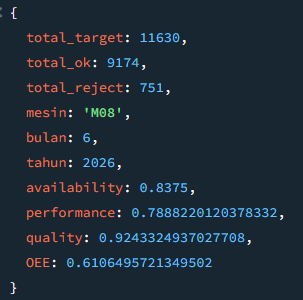 {
total_target: 11630,
total_ok: 9174,
total_reject: 751,
mesin: 'M08',
bulan: 6,
tahun: 2026,
availability: 0.8375,
performance: 0.7888220120378332,
quality: 0.9243324937027708,
OEE: 0.6106495721349502
}